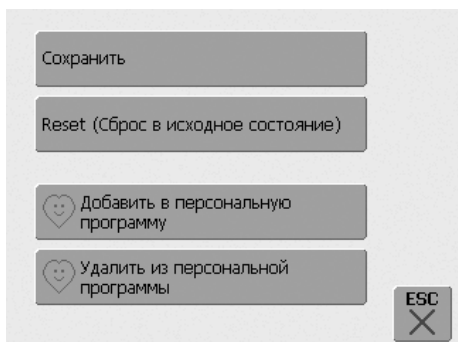 Сохранить
Reset (Сброс в исходное состояние)
Добавить в персональную
программу
Удалить из персональной
программы
ESC